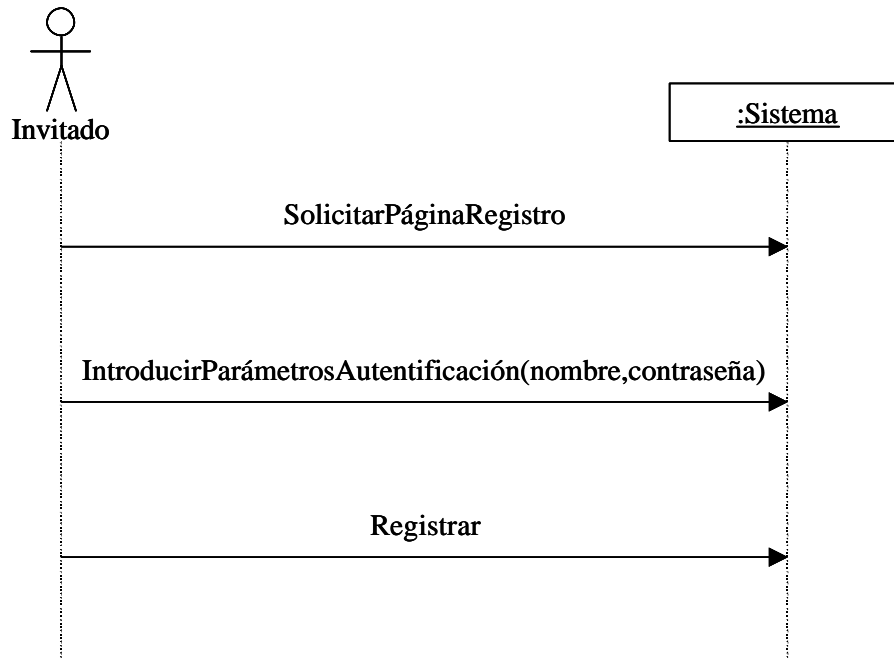 Invitado
:Sistema
SolicitarPáginaRegistro
IntroducirParámetrosAutentificación(nombre,contraseña)
Registrar